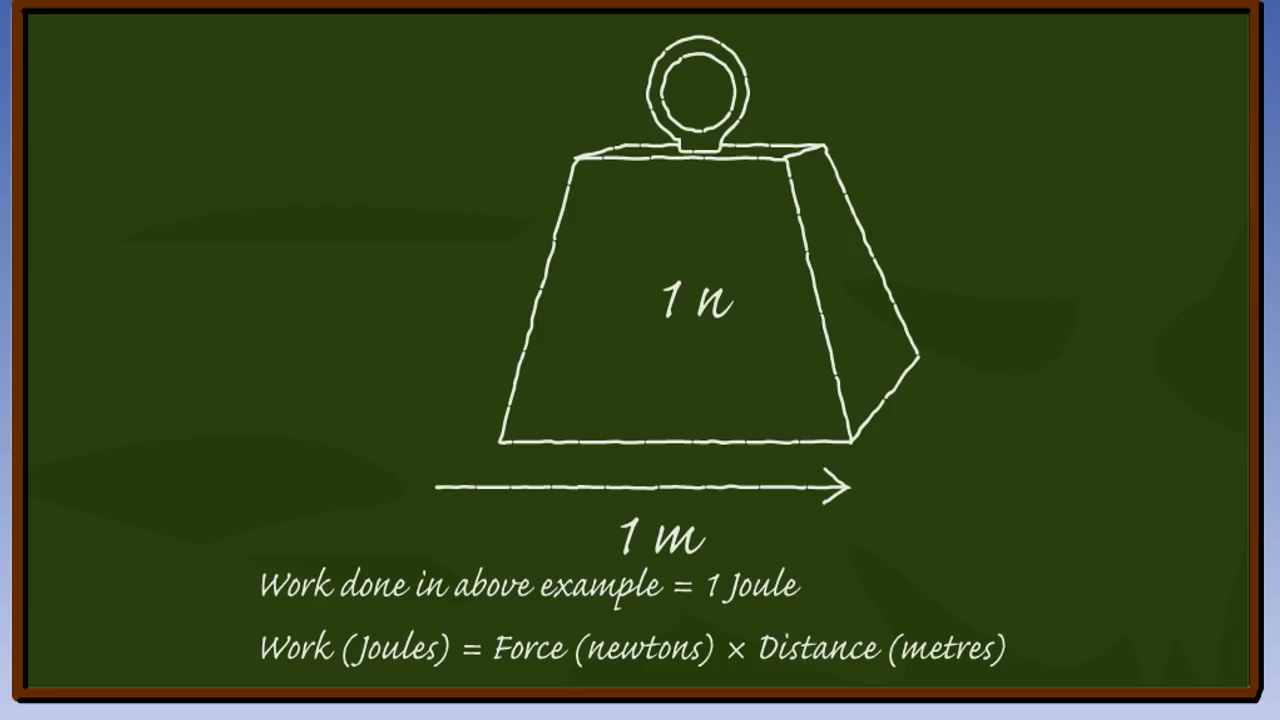 1 n
1 m
Work done in above example = 1 Joule
Work (Joules) = Force (newtons) × Distance (metres)